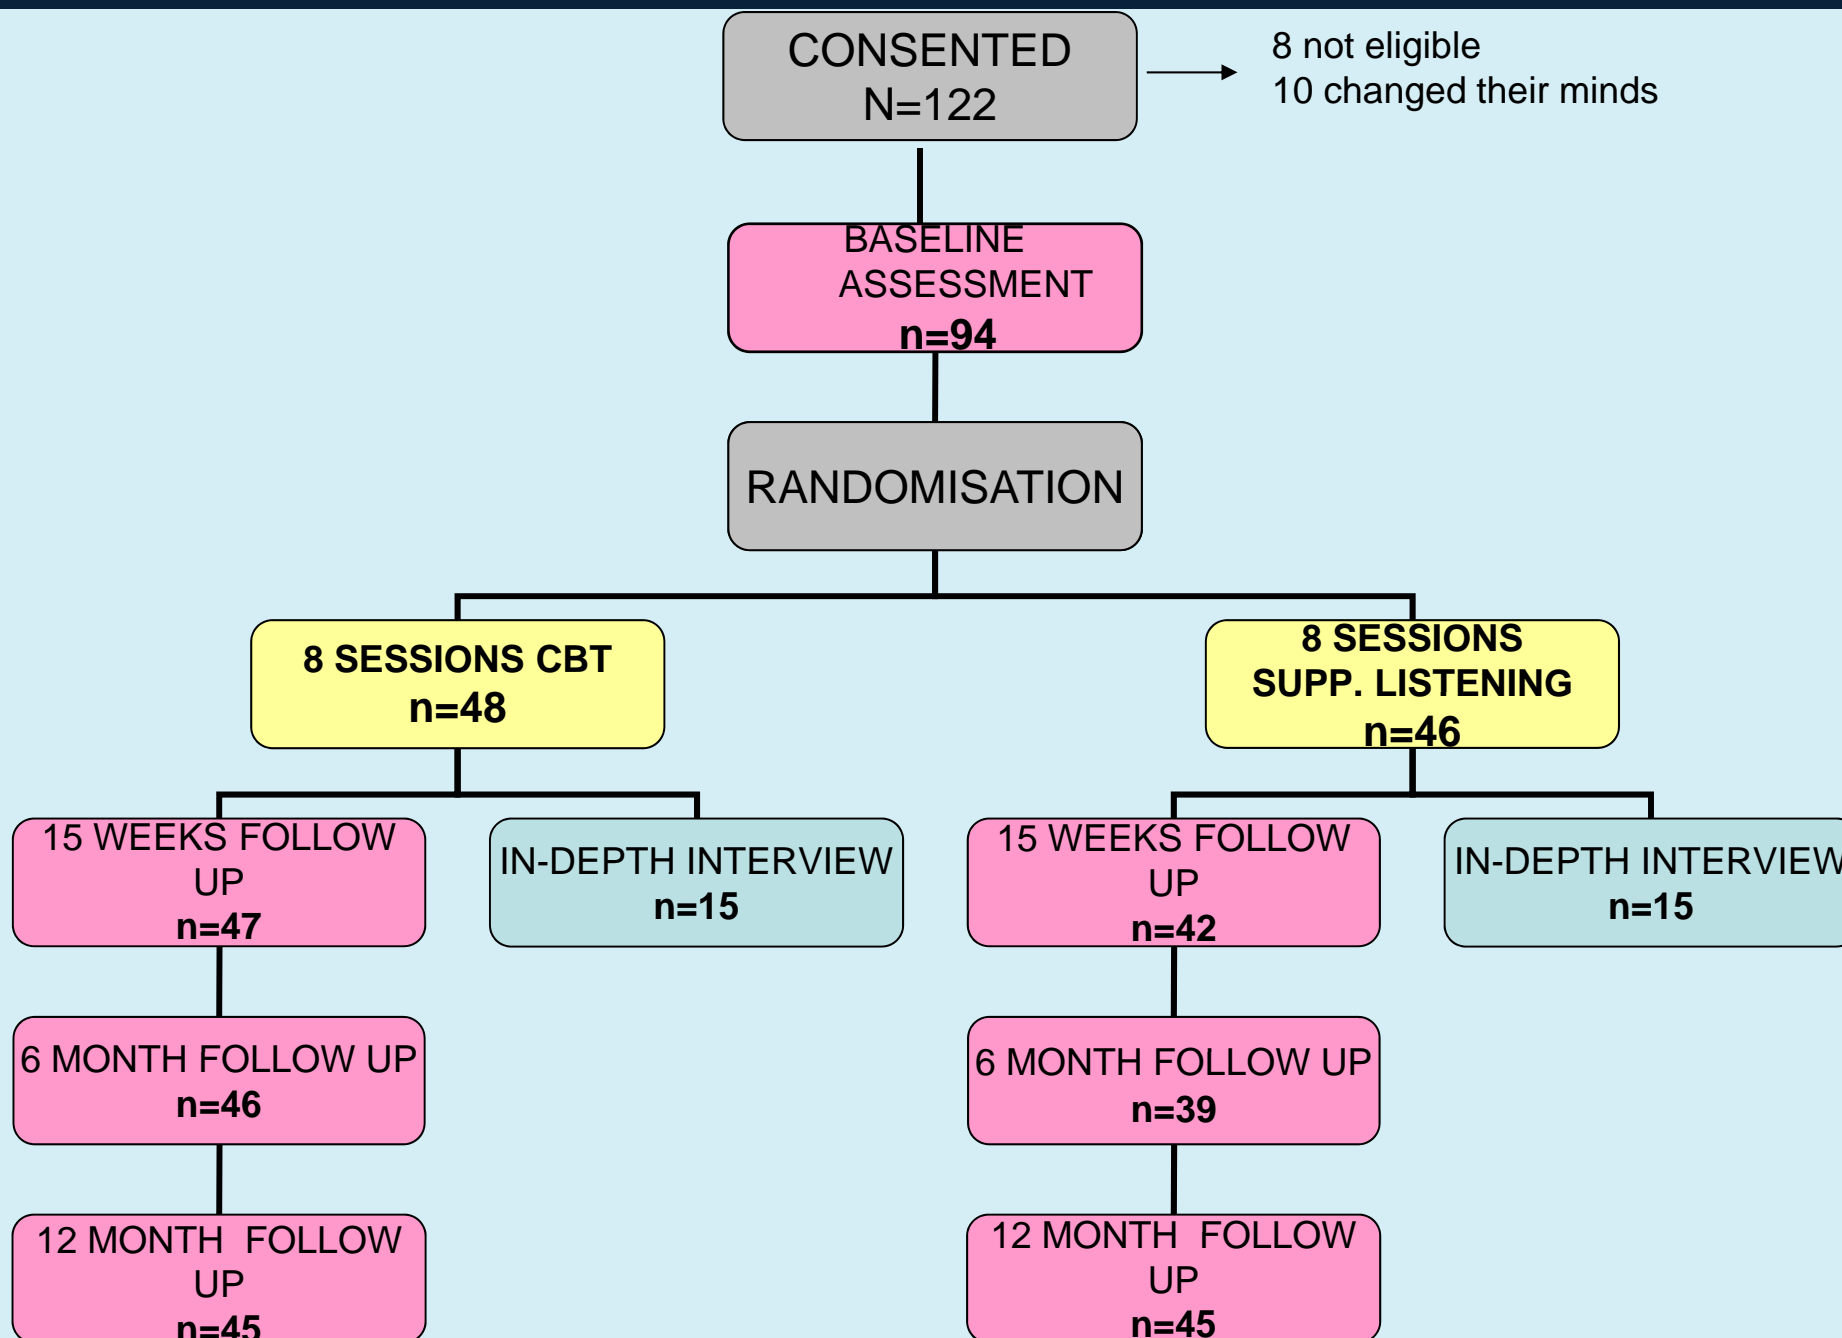 CONSENTED
N=122
8 not eligible
10 changed their minds
BASELINE
ASSESSMENT
n=94
RANDOMISATION
8 SESSIONS CBT
n=48
8 SESSIONS
SUPP. LISTENING
n=46
15 WEEKS FOLLOW
UP
n=47
IN-DEPTH INTERVIEW
n=15
15 WEEKS FOLLOW
UP
n=42
IN-DEPTH INTERVIEW
n=15
6 MONTH FOLLOW UP
n=46
6 MONTH FOLLOW UP
n=39
12 MONTH  FOLLOW
UP
n=45
12 MONTH  FOLLOW
UP
n=45